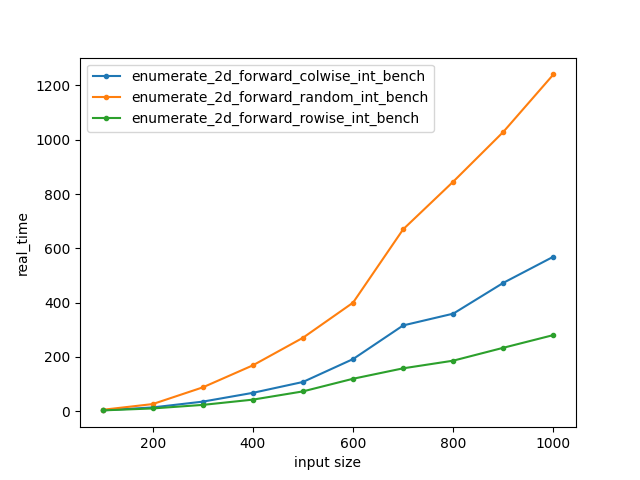 enumerate_2d_forward_colwise_int_bench
enumerate_2d_forward_random_int_bench
enumerate_2d_forward_rowise_int_bench
1200
1000
800
600
400
200
0
real_time
200
400
600
800
1000
input size